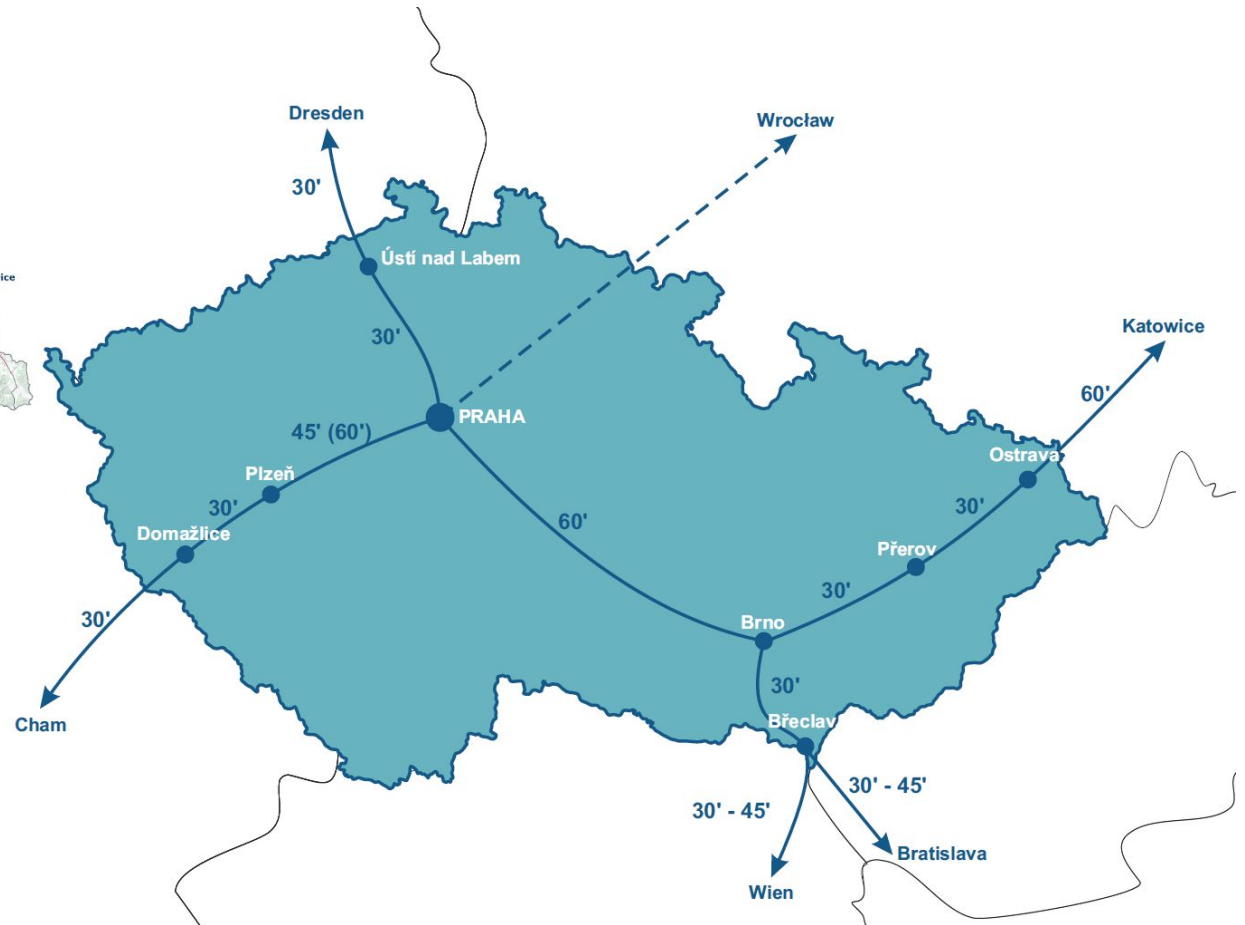 Dresden
Wrocław
30'
Ústí nad Labem
ice
30'
Katowice
60'
PRAHA
45' (60')
Plzeň
Ostrava
30'
30'
60'
Domažlice
Přerov
30'
30'
Brno
30'
Břeclav
Cham
30' - 45'
30' - 45'
Bratislava
Wien